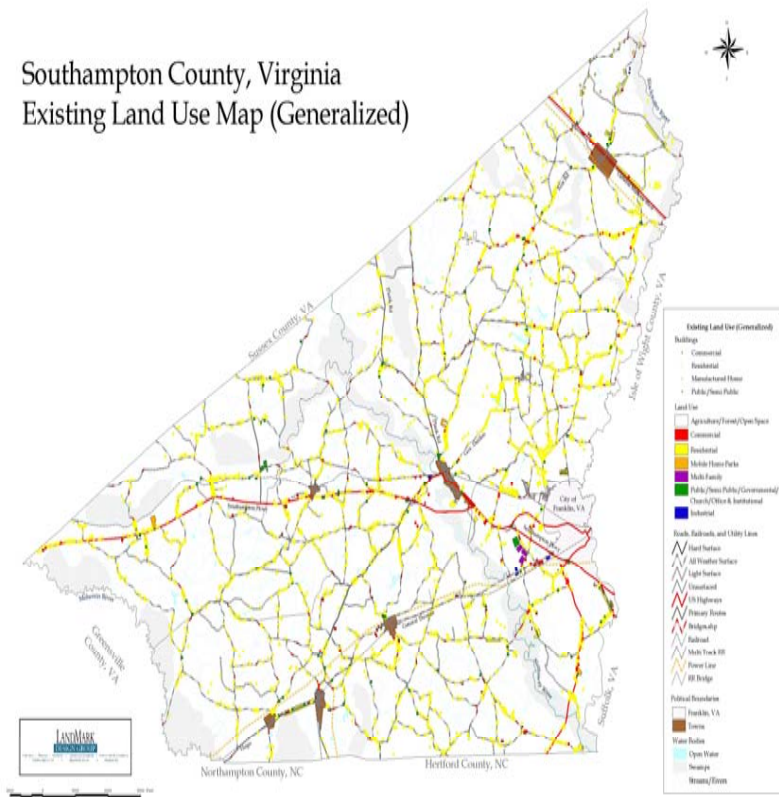 Southampton County, Virginia
Existing Land Use Map (Generalized)
Sussex County, VA
Isle of Wight County, VA
City of
Franklin, VA
Greensville
County, VA
Suffolk, VA
Northampton County, NC
Hertford County, NC
LANDMARK
DESIGN GROUP
Existing Land Use (Generalized)
Buildings
Commercial
Residential
Manufactured Home
Public/Semi Public
Land Use
Agriculture/Forest/Open Space
Commercial
Residential
Mobile Home Parks
Multi Family
Public/Semi Public/Governmental/
Church/Office & Institutional
Industrial
Roads, Railroads, and Utility Lines
Hard Surface
All Weather Surface
Light Surface
Unsurfaced
US Highways
Primary Routes
Railroad
Multi Track RR
Power Line
RR Bridge
Political Boundaries
Franklin, VA
Towns
Water Bodies
Open Water
Swamps
Streams/Rivers